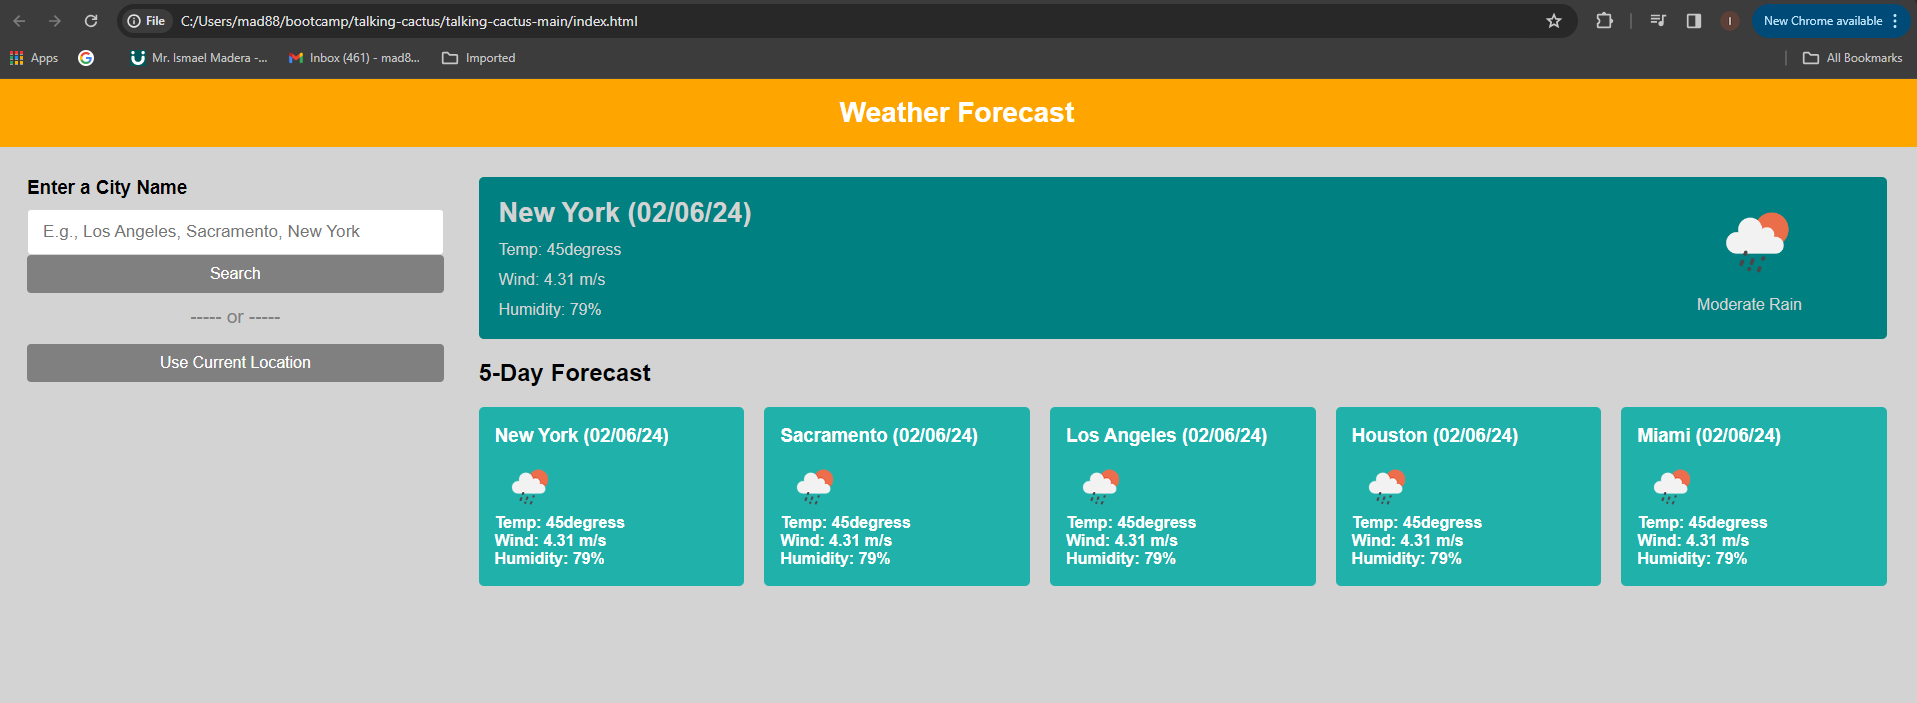 File C:/Users/mad88/bootcamp/talking-cactus/talking-cactus-main/index.html New Chrome available
Apps Mr. Ismael Madera -... Inbox (461) - mad8... Imported All Bookmarks
Weather Forecast
Enter a City Name
E.g., Los Angeles, Sacramento, New York
Search
----- or -----
Use Current Location
New York (02/06/24)
Temp: 45degress
Wind: 4.31 m/s
Humidity: 79%
Moderate Rain
5-Day Forecast
New York (02/06/24)
Temp: 45degress
Wind: 4.31 m/s
Humidity: 79%
Sacramento (02/06/24)
Temp: 45degress
Wind: 4.31 m/s
Humidity: 79%
Los Angeles (02/06/24)
Temp: 45degress
Wind: 4.31 m/s
Humidity: 79%
Houston (02/06/24)
Temp: 45degress
Wind: 4.31 m/s
Humidity: 79%
Miami (02/06/24)
Temp: 45degress
Wind: 4.31 m/s
Humidity: 79%